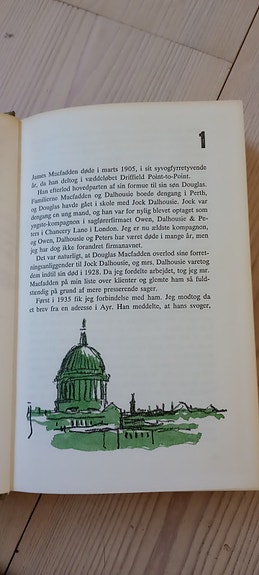 1
James Macfadden døde i marts 1905, i sit syvogfyrretyvende
år, da han deltog i væddeløbet Driffield Point-to-Point.
Han efterlod hovedparten af sin formue til sin søn Douglas.
Familierne Macfadden og Dalhousie boede dengang i Perth,
og Douglas havde gået i skole med Jock Dalhousie. Jock var
dengang en ung mand, og han var for nylig blevet optaget som
yngste-kompagnon i sagførerfirmaet Owen, Dalhousie & Pe-
ters i Chancery Lane i London. Jeg er nu ældste kompagnon,
og Owen, Dalhousie og Peters har været døde i mange år, men
jeg har dog ikke forandret firmanavnet.
Det var naturligt, at Douglas Macfadden overlod sine forret-
ningsanliggender til Jock Dalhousie, og mrs. Dalhousie varetog
dem indtil sin død i 1928. Da jeg fordelte arbejdet, tog jeg mr.
Macfadden på min liste over klienter og glemte ham så fuld-
stændig på grund af mere presserende sager.
Først i 1935 fik jeg forbindelse med ham. Jeg modtog da
et brev fra en adresse i Ayr. Han meddelte, at hans svoger,